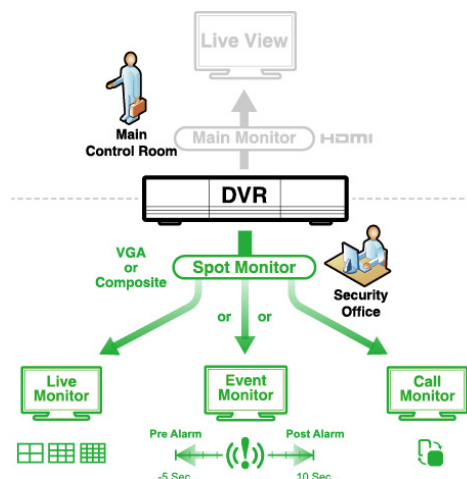 Live View
Main
Control Room
Main Monitor
HDMI
DVR
VGA
or
Composite
Spot Monitor
Security
Office
or
or
Live
Monitor
Event
Monitor
Call
Monitor
Pre Alarm
Post Alarm
-5 Sec
10 Sec